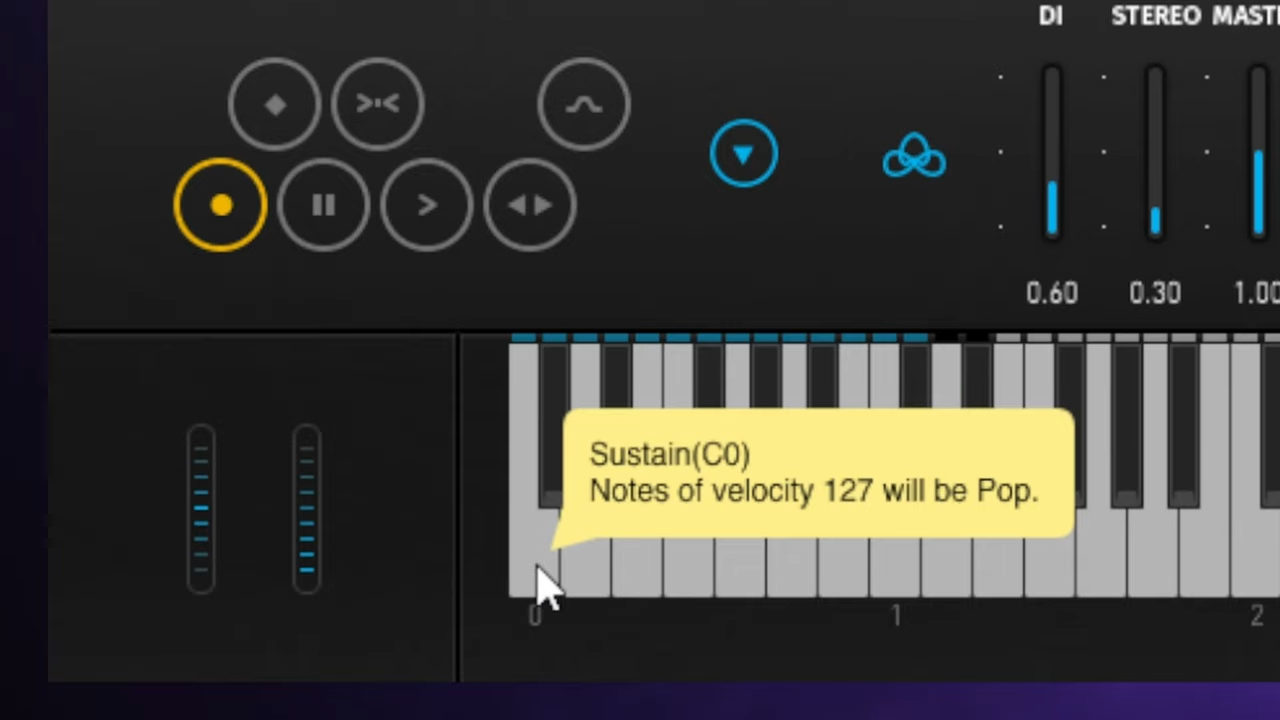 DI STEREO MAST
0.60 0.30 1.00
Sustain(C0)
Notes of velocity 127 will be Pop.
0 1 2